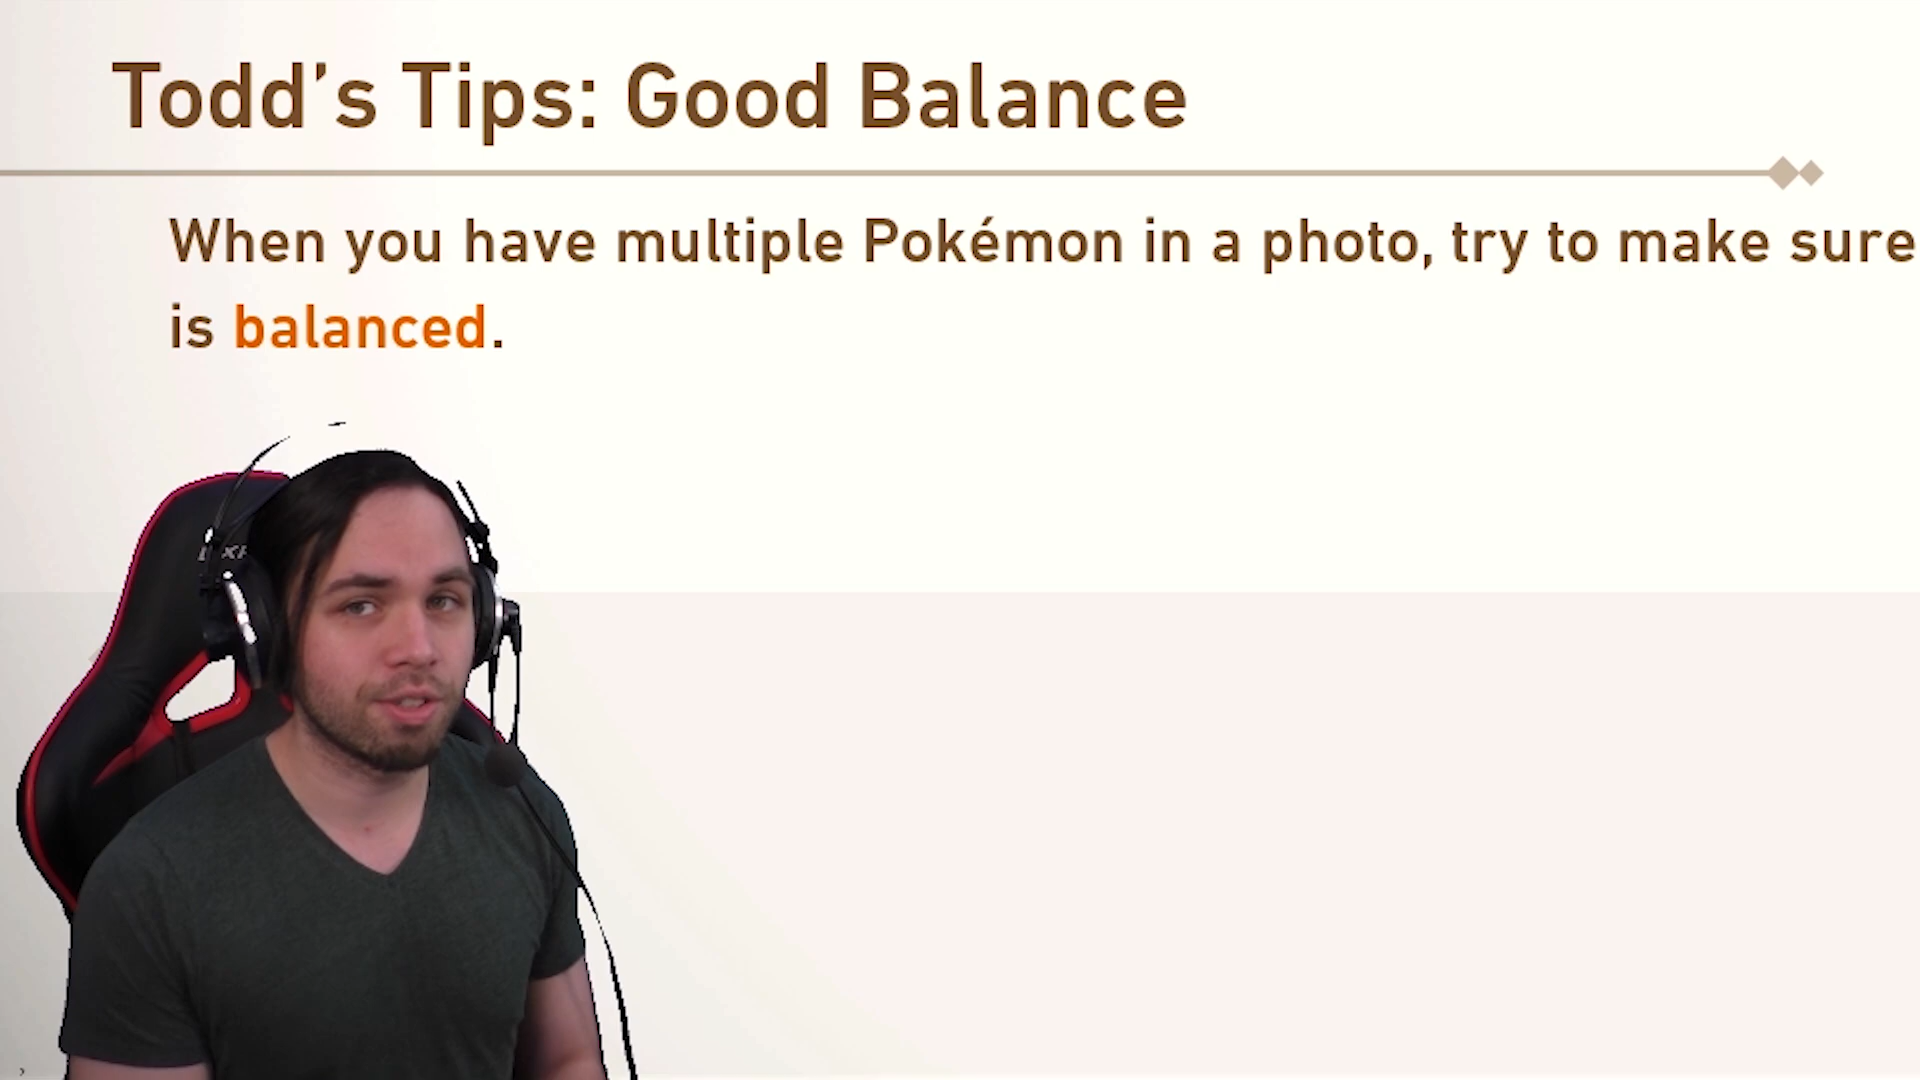 Todd’s Tips: Good Balance
When you have multiple Pokémon in a photo, try to make sure
is balanced.